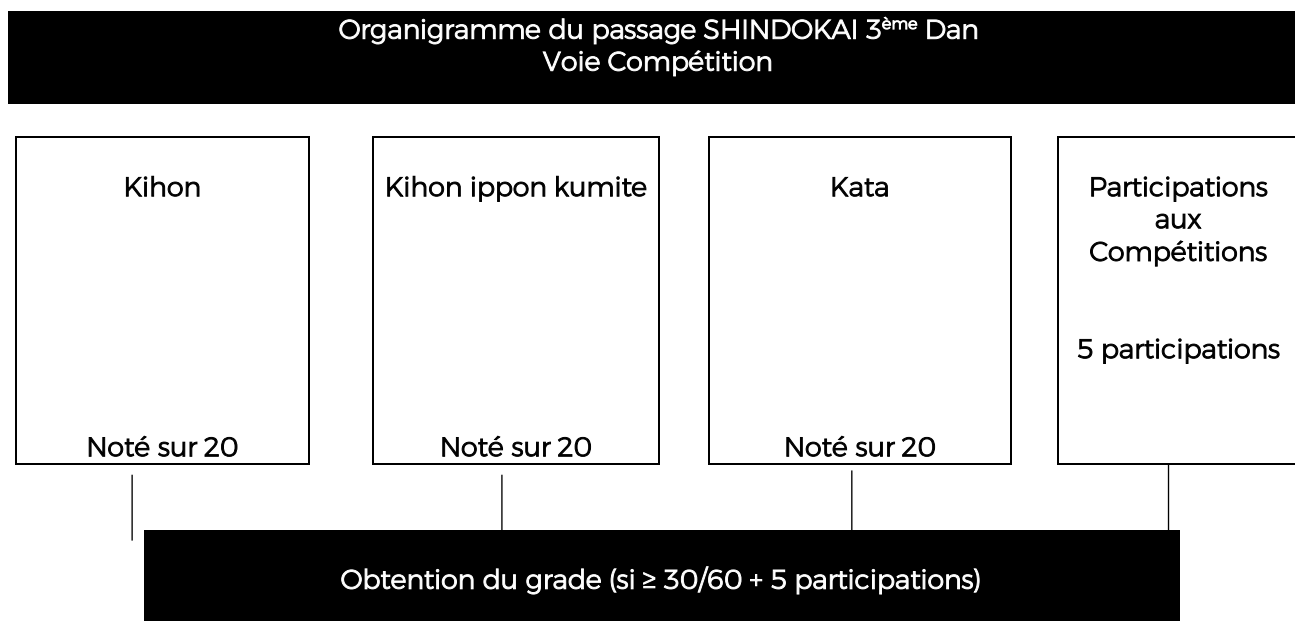 Organigramme du passage SHINDOKAI 3ème Dan
Voie Compétition
Kihon
Noté sur 20
Kihon ippon kumite
Noté sur 20
Kata
Noté sur 20
Participations
aux
Compétitions
5 participations
Obtention du grade (si ≥ 30/60 + 5 participations)